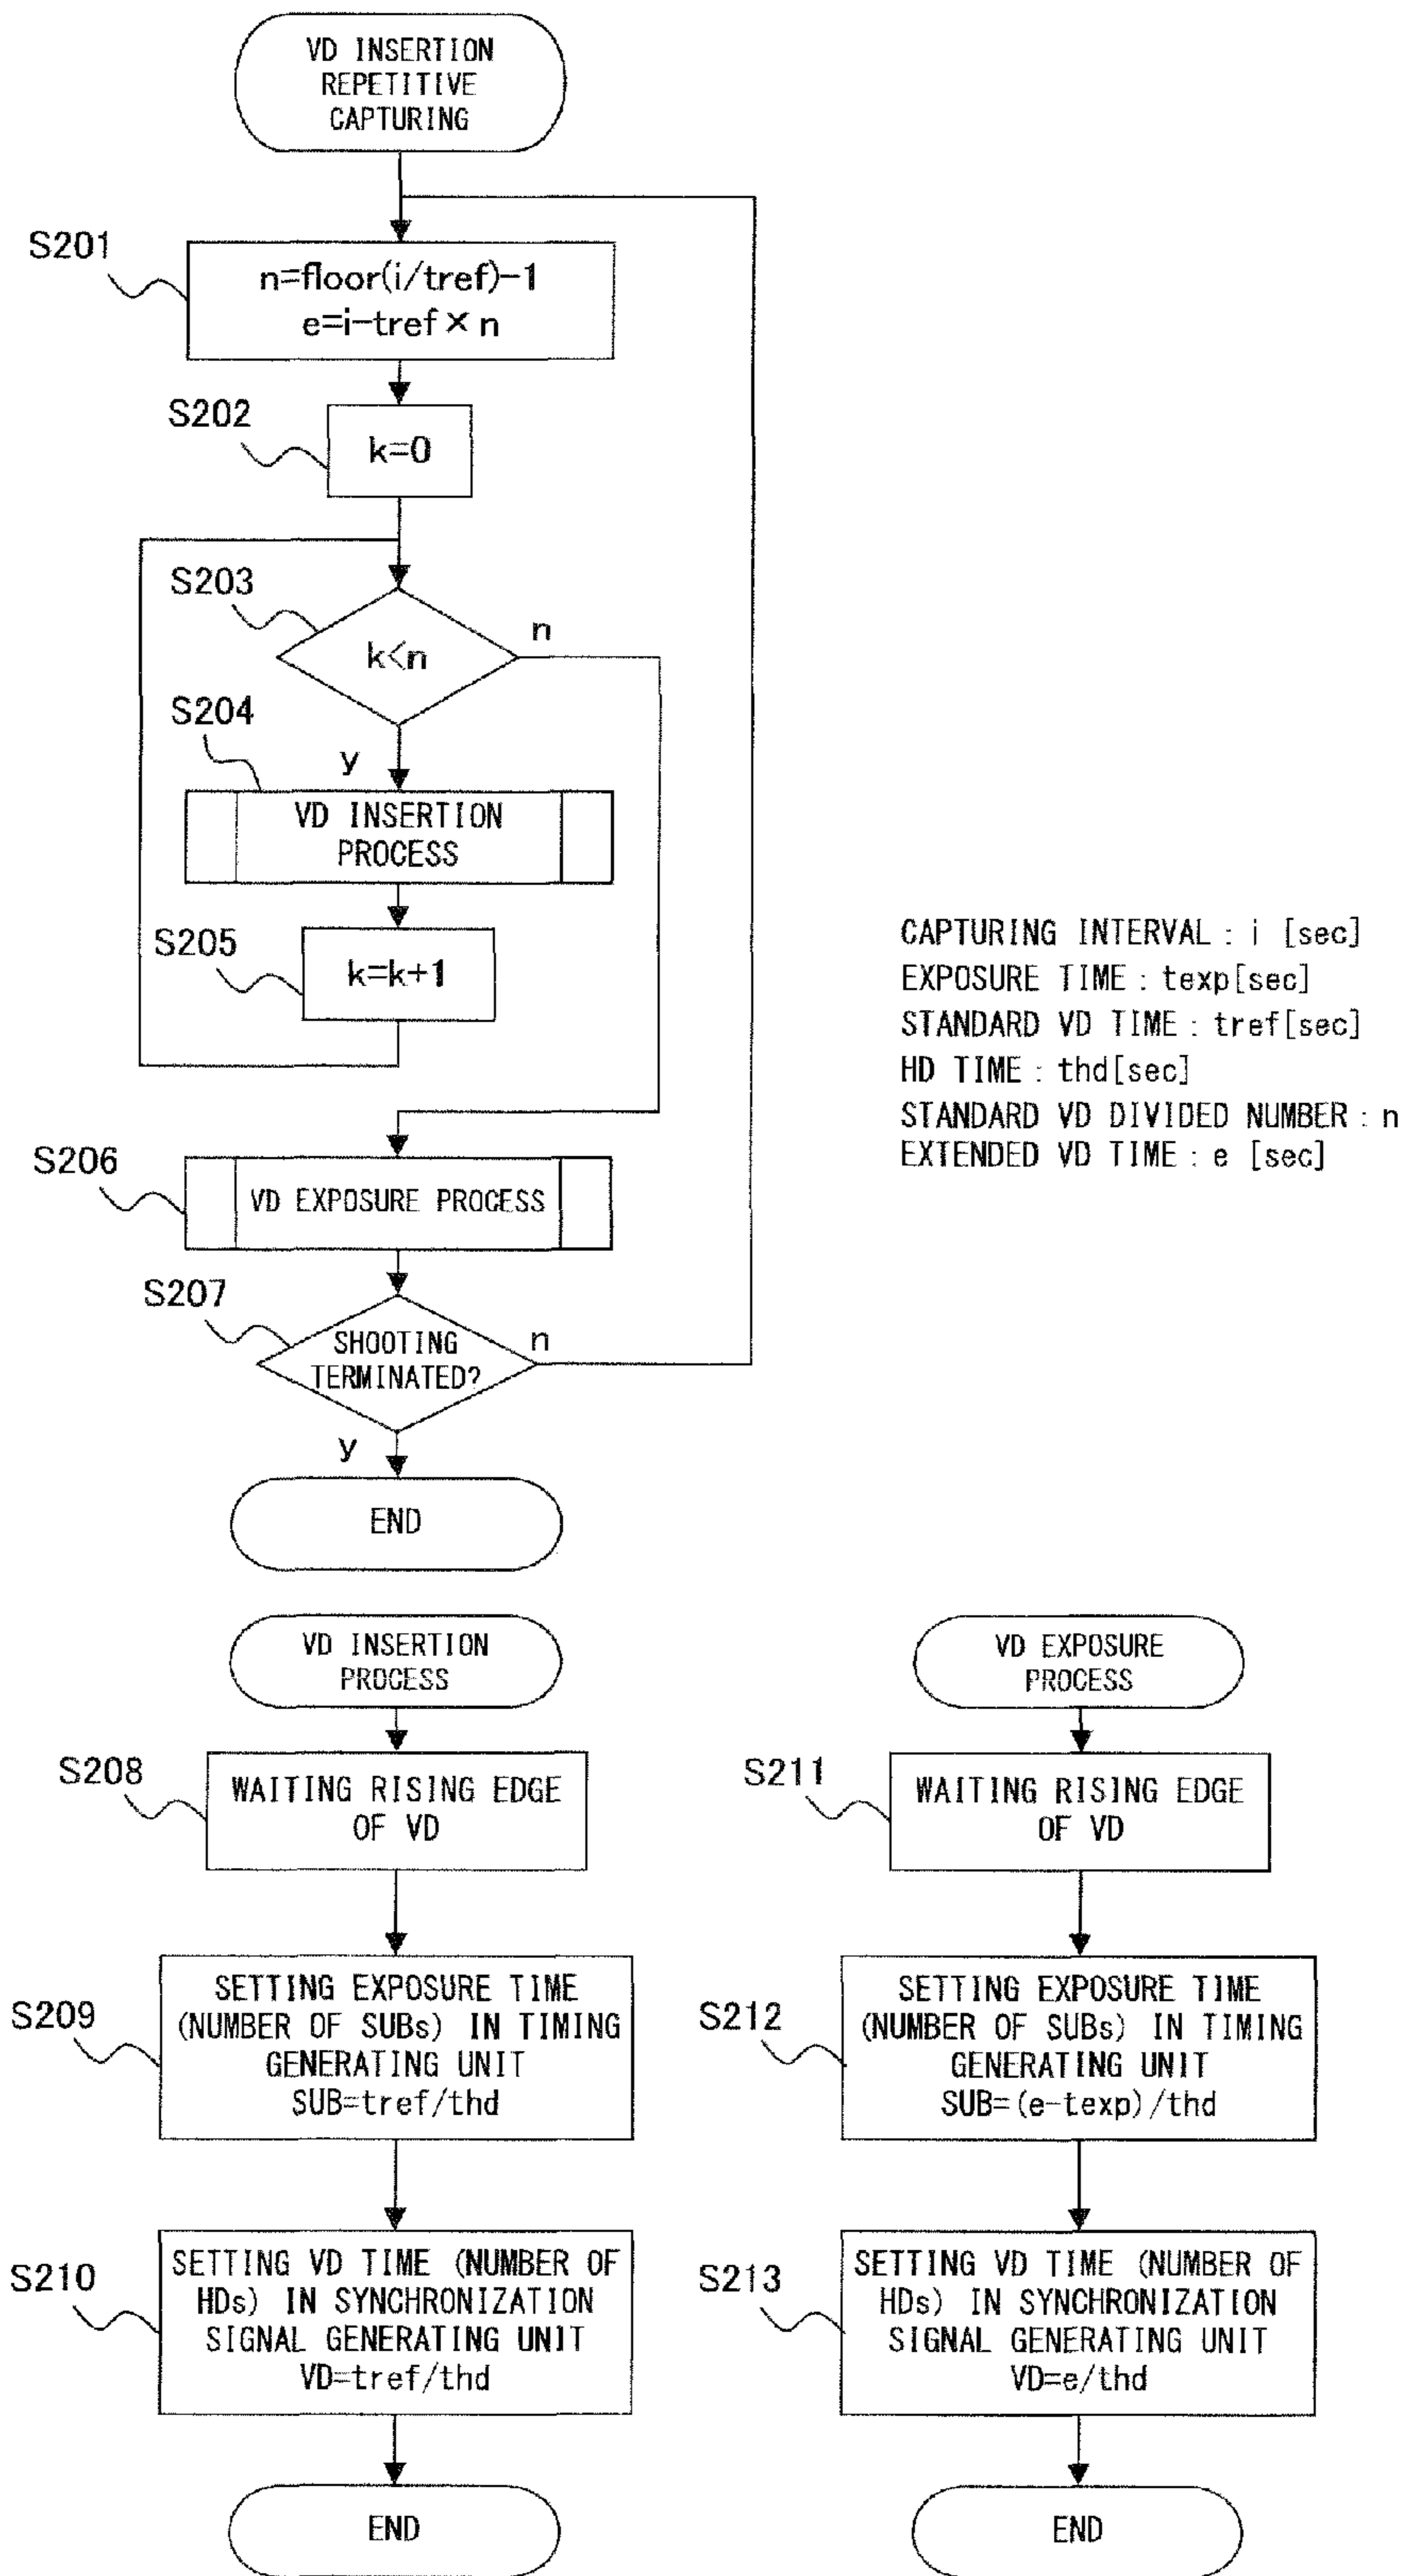 VD INSERTION
REPETITIVE
CAPTURING
S201
n=floor(i/tref)-1
e=i-tref×n
S202
k=0
S203
k<n
n
S204
y
VD INSERTION
PROCESS
S205
k=k+1
CAPTURING INTERVAL : i [sec]
EXPOSURE TIME : texp[sec]
STANDARD VD TIME : tref[sec]
HD TIME : thd[sec]
STANDARD VD DIVIDED NUMBER : n
EXTENDED VD TIME : e [sec]
S206
VD EXPOSURE PROCESS
S207
SHOOTING
TERMINATED?
n
y
END
VD INSERTION
PROCESS
S208
WAITING RISING EDGE
OF VD
S209
SETTING EXPOSURE TIME
(NUMBER OF SUBs) IN TIMING
GENERATING UNIT
SUB=tref/thd
S210
SETTING VD TIME (NUMBER OF
HDs) IN SYNCHRONIZATION
SIGNAL GENERATING UNIT
VD=tref/thd
END
VD EXPOSURE
PROCESS
S211
WAITING RISING EDGE
OF VD
S212
SETTING EXPOSURE TIME
(NUMBER OF SUBs) IN TIMING
GENERATING UNIT
SUB=(e-texp)/thd
S213
SETTING VD TIME (NUMBER OF
HDs) IN SYNCHRONIZATION
SIGNAL GENERATING UNIT
VD=e/thd
END